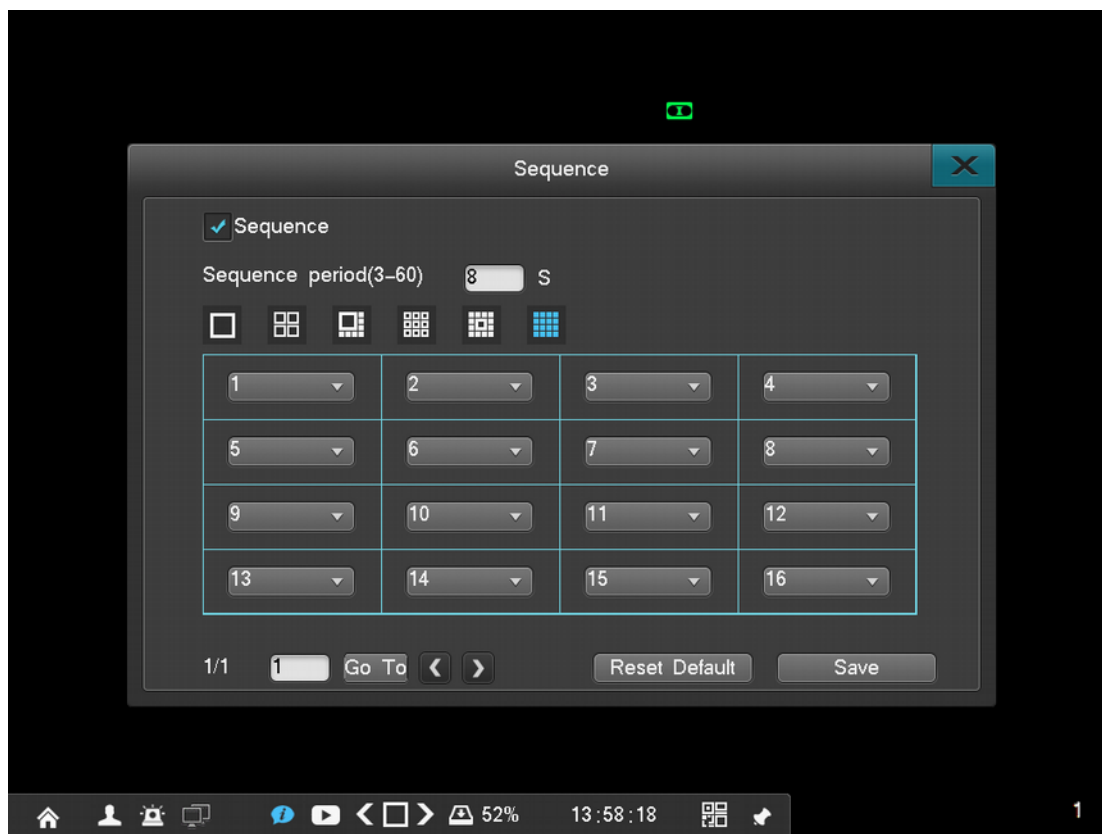 Sequence
Sequence
Sequence period(3-60) 8 S
1 2 3 4
5 6 7 8
9 10 11 12
13 14 15 16
1/1 1 Go To Reset Default Save
52% 13:58:18 1